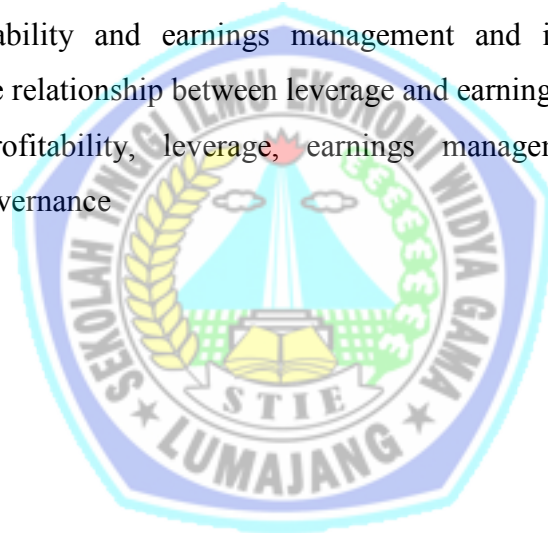 ability and earnings management and i
e relationship between leverage and earning
rofitability, leverage, earnings manager
vernance
SEKOLAH TINGGI ILMU EKONOMI WIDYA GAMA
STIE
LUMAJANG